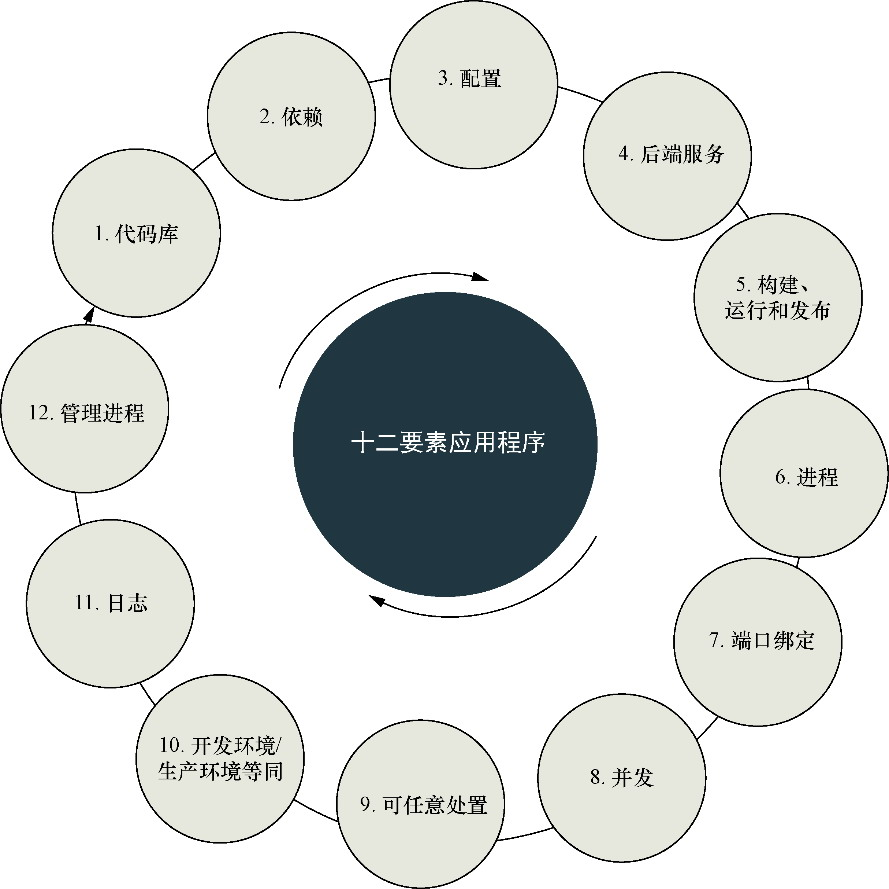 3. 配置
2. 依赖
4. 后端服务
1. 代码库
5. 构建、
运行和发布
12. 管理进程
十二要素应用程序
6. 进程
11. 日志
7. 端口绑定
10. 开发环境/
生产环境等同
8. 并发
9. 可任意处置